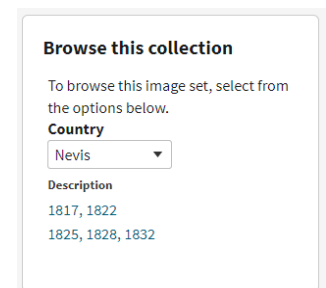 Browse this collection
To browse this image set, select from
the options below.
Country
Nevis
Description
1817, 1822
1825, 1828, 1832